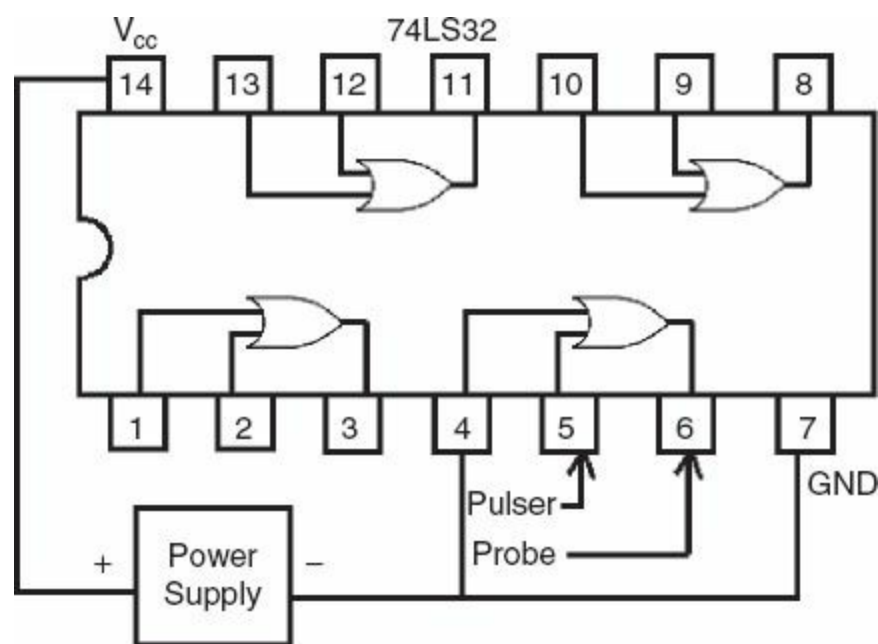 Vcc 74LS32
14 13 12 11 10 9 8
1 2 3 4 5 6 7
GND
Pulser
Probe
+ Power Supply −